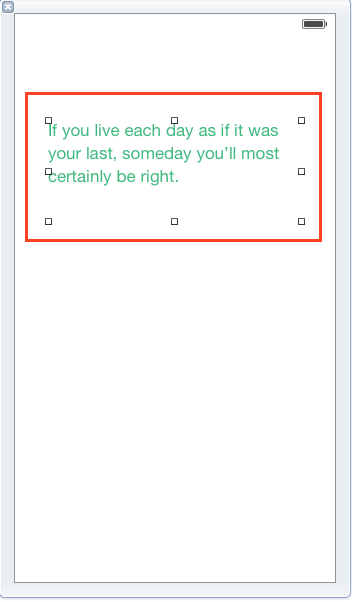 If you live each day as if it was
your last, someday you’ll most
certainly be right.